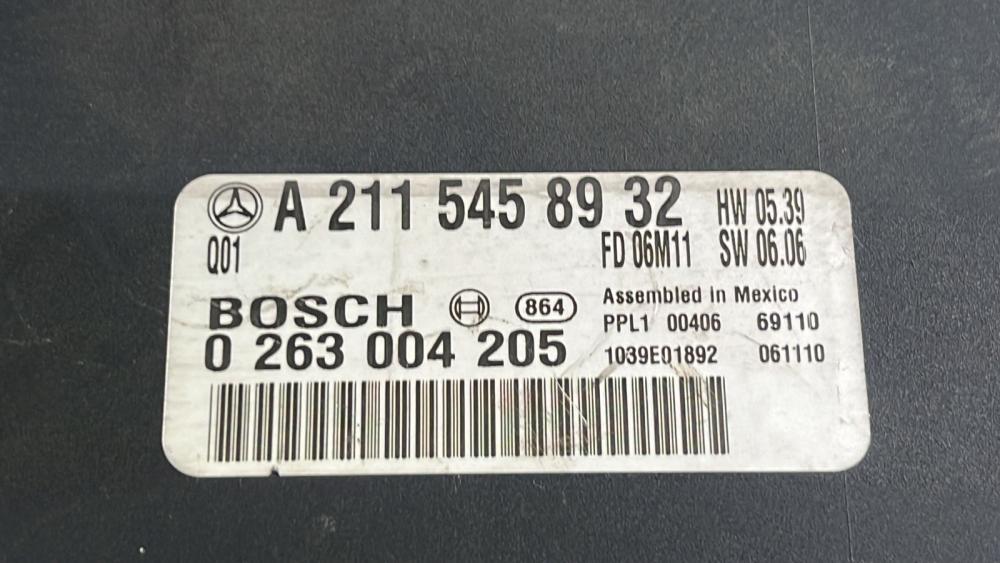 A 211 545 89 32 HW 05.39
Q01 FD 06M11 SW 06.06
BOSCH 864 Assembled in Mexico
PPL1 00406 69110
0 263 004 205 1039E01892 061110